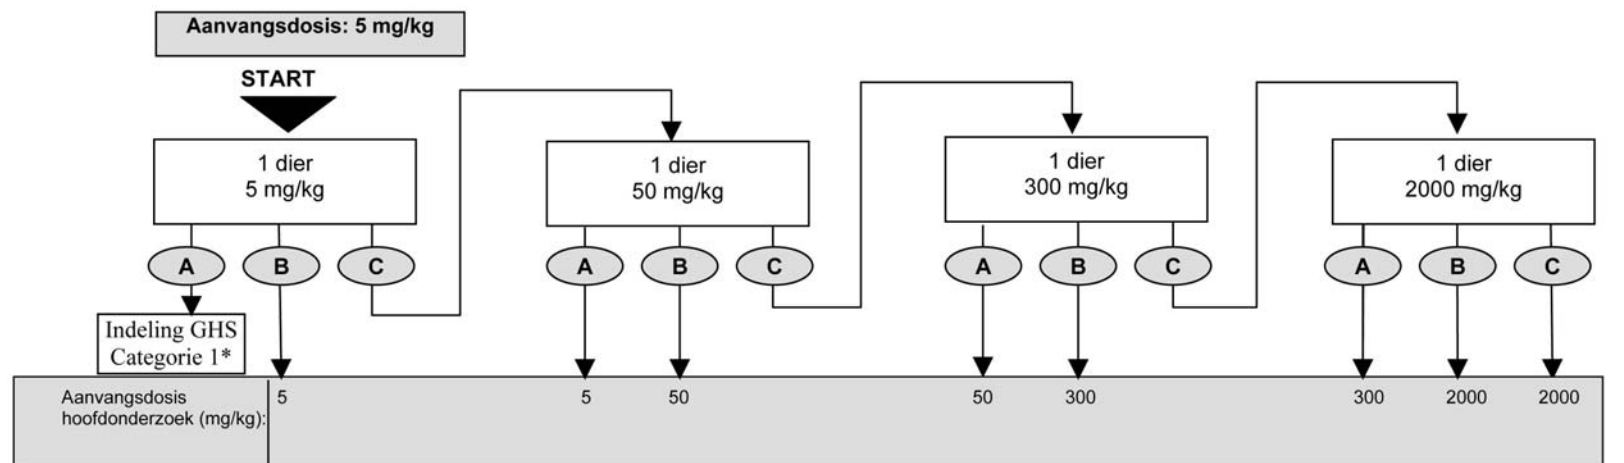 Aanvangsdosis: 5 mg/kg
START
1 dier
5 mg/kg
1 dier
50 mg/kg
1 dier
300 mg/kg
1 dier
2000 mg/kg
A B C A B C A B C A B C
Indeling GHS
Categorie 1*
Aanvangsdosis
hoofdonderzoek (mg/kg):
5 5 50 50 300 300 2000 2000